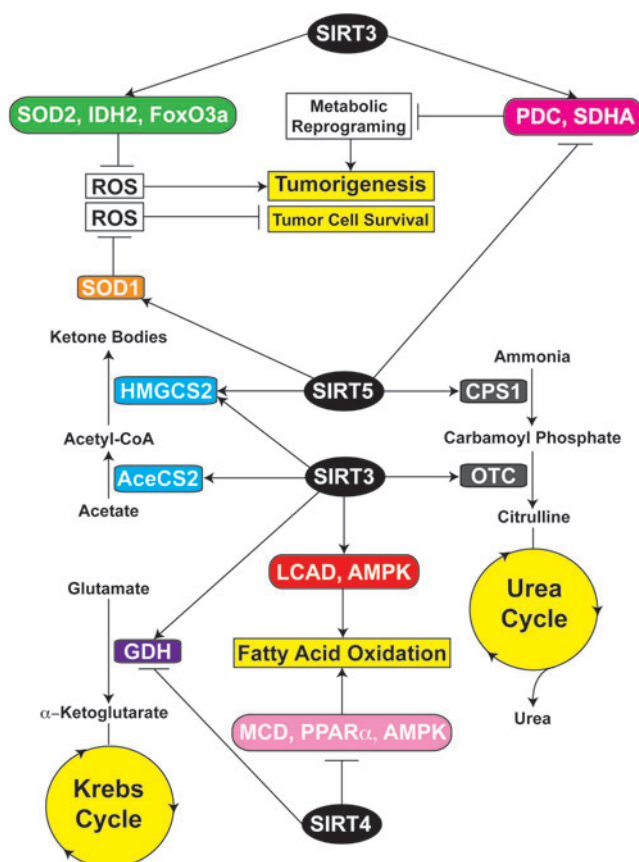 SIRT3
SOD2, IDH2, FoxO3a
Metabolic
Reprograming
PDC, SDHA
ROS
Tumorigenesis
ROS
Tumor Cell Survival
SOD1
Ketone Bodies
HMGCS2
SIRT5
CPS1
Ammonia
Acetyl-CoA
Carbamoyl Phosphate
AceCS2
SIRT3
OTC
Acetate
Citrulline
LCAD, AMPK
Urea
Cycle
Glutamate
GDH
Fatty Acid Oxidation
α–Ketoglutarate
MCD, PPARα, AMPK
Urea
Krebs
Cycle
SIRT4